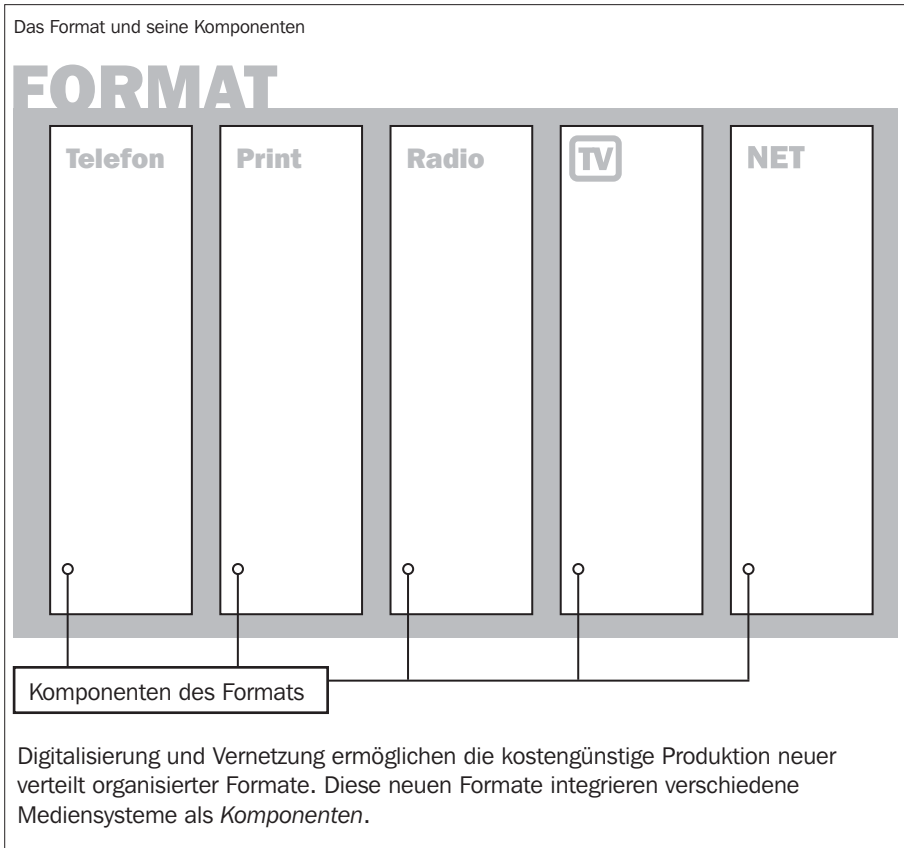 Das Format und seine Komponenten
FORMAT
Telefon
Print
Radio
TV
NET
Komponenten des Formats
Digitalisierung und Vernetzung ermöglichen die kostengünstige Produktion neuer
verteilt organisierter Formate. Diese neuen Formate integrieren verschiedene
Mediensysteme als Komponenten.